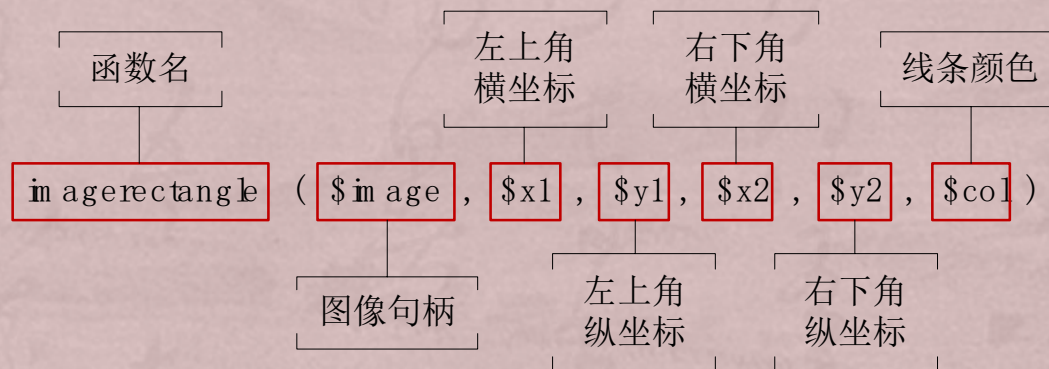 函数名
左上角
横坐标
右下角
横坐标
线条颜色
imagerectangle ( $image , $x1 , $y1 , $x2 , $y2 , $col )
图像句柄
左上角
纵坐标
右下角
纵坐标